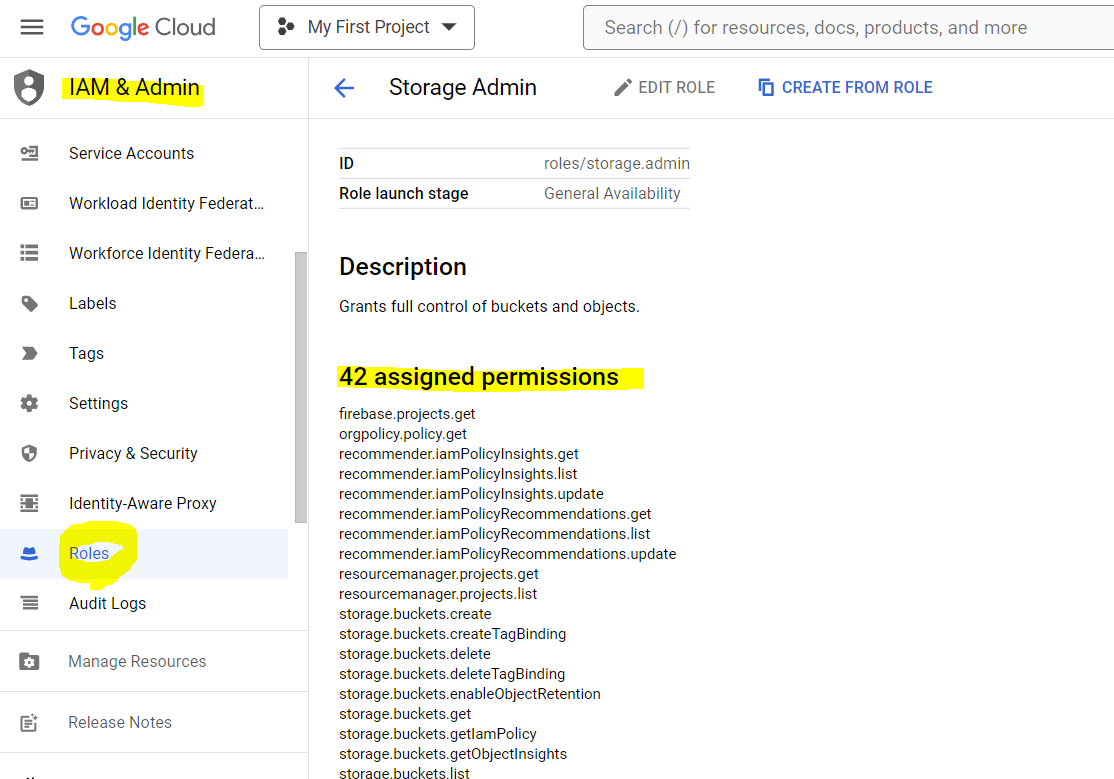 Google Cloud
My First Project
Search (/) for resources, docs, products, and more
IAM & Admin
Service Accounts
Workload Identity Federat...
Workforce Identity Federa...
Labels
Tags
Settings
Privacy & Security
Identity-Aware Proxy
Roles
Audit Logs
Manage Resources
Release Notes
Storage Admin
EDIT ROLE
CREATE FROM ROLE
ID roles/storage.admin
Role launch stage General Availability
Description
Grants full control of buckets and objects.
42 assigned permissions
firebase.projects.get
orgpolicy.policy.get
recommender.iamPolicyInsights.get
recommender.iamPolicyInsights.list
recommender.iamPolicyInsights.update
recommender.iamPolicyRecommendations.get
recommender.iamPolicyRecommendations.list
recommender.iamPolicyRecommendations.update
resourcemanager.projects.get
resourcemanager.projects.list
storage.buckets.create
storage.buckets.createTagBinding
storage.buckets.delete
storage.buckets.deleteTagBinding
storage.buckets.enableObjectRetention
storage.buckets.get
storage.buckets.getIamPolicy
storage.buckets.getObjectInsights
storage.buckets.list